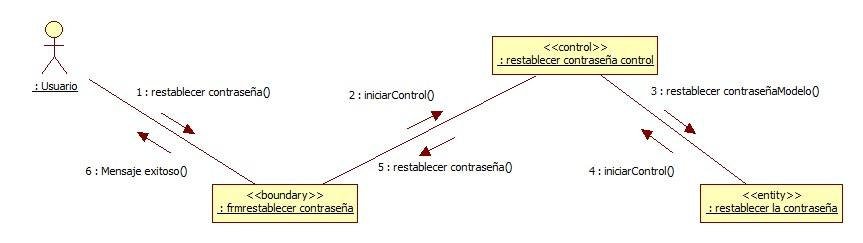 <<control>>
: restablecer contraseña control
: Usuario
1 : restablecer contraseña()
2 : iniciarControl()
3 : restablecer contraseñaModelo()
6 : Mensaje exitoso()
5 : restablecer contraseña()
4 : iniciarControl()
<<boundary>>
: frmrestablecer contraseña
<<entity>>
: restablecer la contraseña